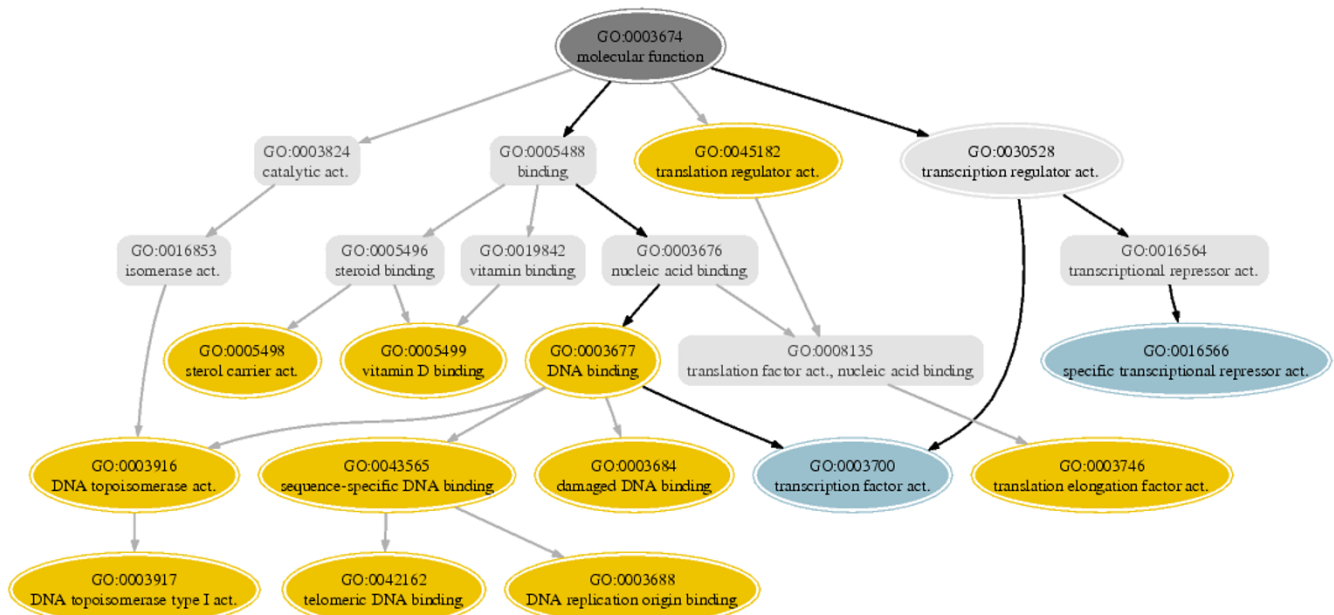 GO:0003674
molecular function
GO:0003824
catalytic act.
GO:0005488
binding
GO:0045182
translation regulator act.
GO:0030528
transcription regulator act.
GO:0016853
isomerase act.
GO:0005496
steroid binding
GO:0019842
vitamin binding
GO:0003676
nucleic acid binding
GO:0016564
transcriptional repressor act.
GO:0005498
sterol carrier act.
GO:0005499
vitamin D binding
GO:0003677
DNA binding
GO:0008135
translation factor act., nucleic acid binding
GO:0016566
specific transcriptional repressor act.
GO:0003916
DNA topoisomerase act.
GO:0043565
sequence-specific DNA binding
GO:0003684
damaged DNA binding
GO:0003700
transcription factor act.
GO:0003746
translation elongation factor act.
GO:0003917
DNA topoisomerase type I act.
GO:0042162
telomeric DNA binding
GO:0003688
DNA replication origin binding